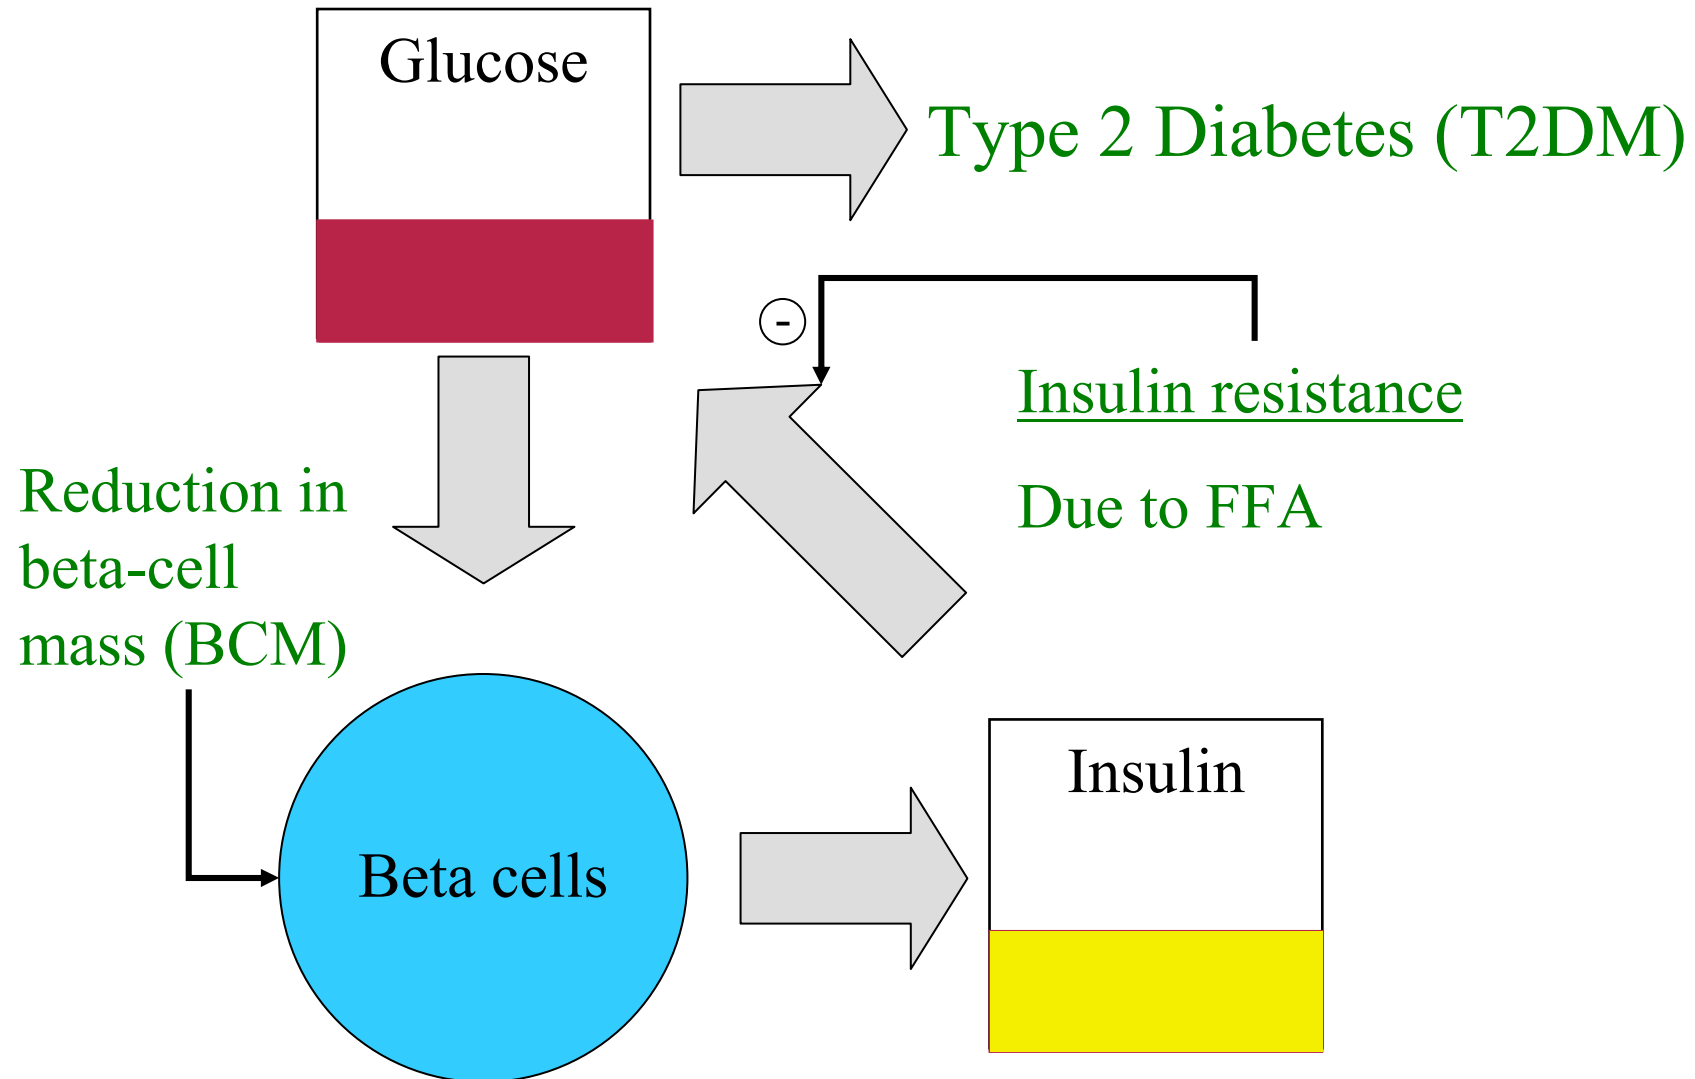 Glucose
Type 2 Diabetes (T2DM)
-
Insulin resistance
Due to FFA
Reduction in
beta-cell
mass (BCM)
Insulin
Beta cells